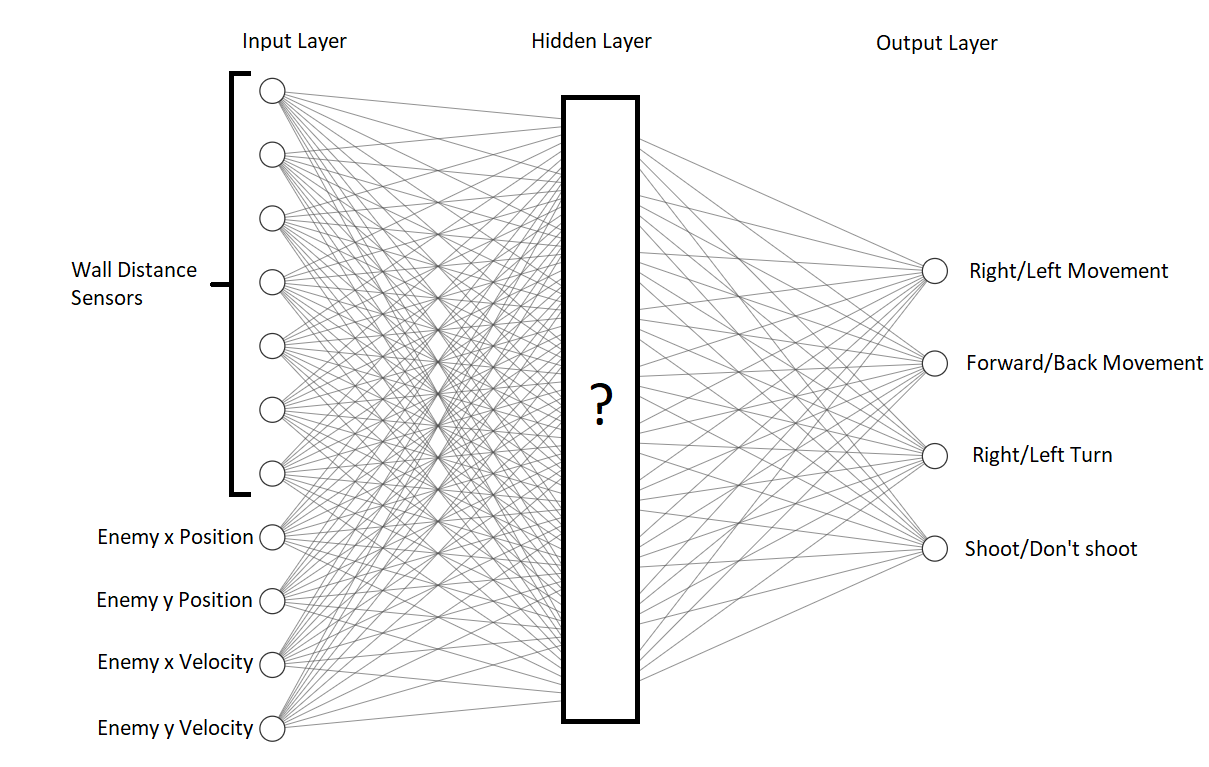 Input Layer
Hidden Layer
Output Layer
Wall Distance
Sensors
Enemy x Position
Enemy y Position
Enemy x Velocity
Enemy y Velocity
?
Right/Left Movement
Forward/Back Movement
Right/Left Turn
Shoot/Don't shoot